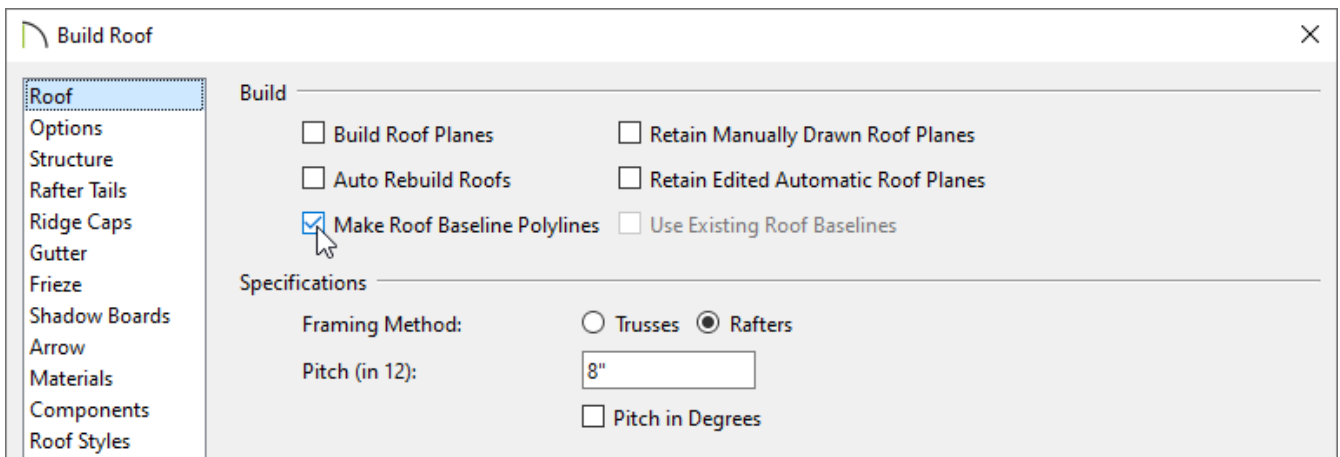 Build Roof
Roof
Options
Structure
Rafter Tails
Ridge Caps
Gutter
Frieze
Shadow Boards
Arrow
Materials
Components
Roof Styles
Build
Build Roof Planes
Retain Manually Drawn Roof Planes
Auto Rebuild Roofs
Retain Edited Automatic Roof Planes
Make Roof Baseline Polylines
Use Existing Roof Baselines
Specifications
Framing Method: Trusses Rafters
Pitch (in 12): 8"
Pitch in Degrees